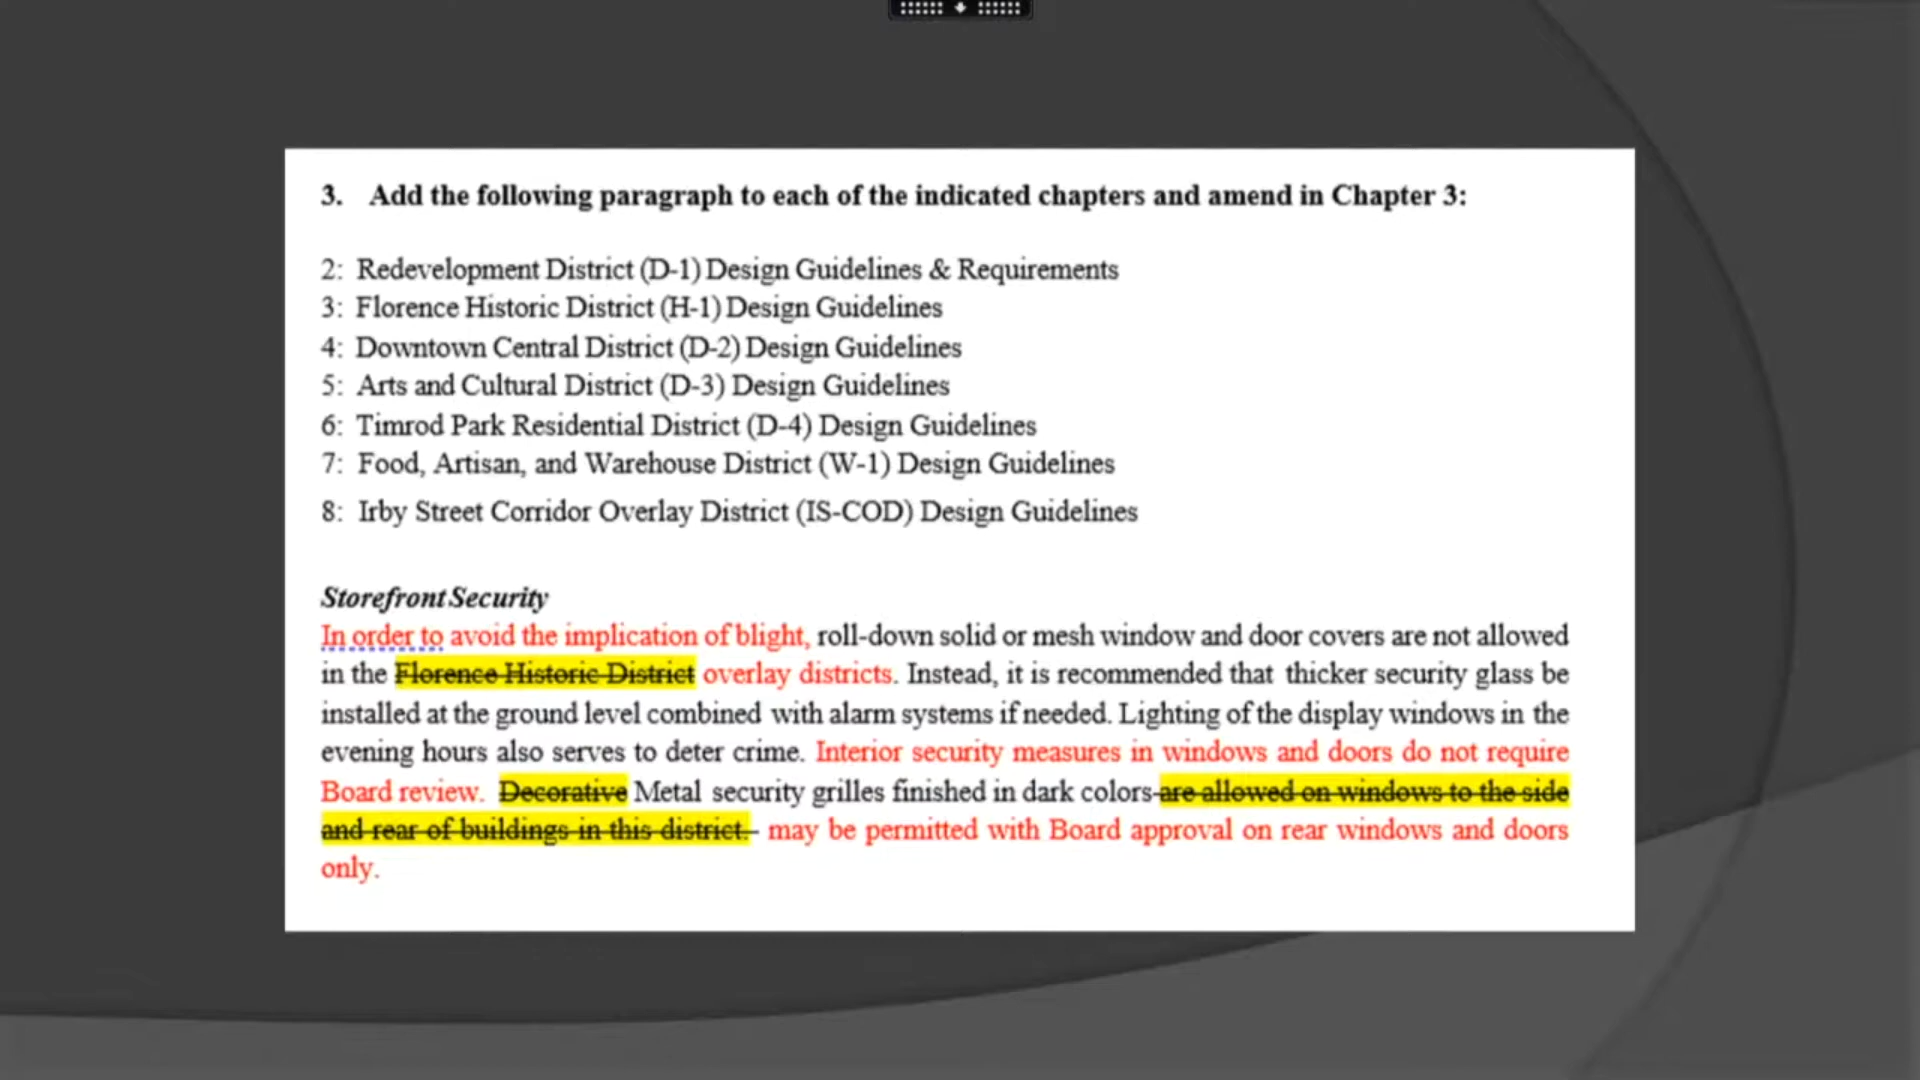 3. Add the following paragraph to each of the indicated chapters and amend in Chapter 3:
2: Redevelopment District (D-1) Design Guidelines & Requirements
3: Florence Historic District (H-1) Design Guidelines
4: Downtown Central District (D-2) Design Guidelines
5: Arts and Cultural District (D-3) Design Guidelines
6: Timrod Park Residential District (D-4) Design Guidelines
7: Food, Artisan, and Warehouse District (W-1) Design Guidelines
8: Irby Street Corridor Overlay District (IS-COD) Design Guidelines
Storefront Security
In order to avoid the implication of blight, roll-down solid or mesh window and door covers are not allowed
in the Florence Historic District overlay districts. Instead, it is recommended that thicker security glass be
installed at the ground level combined with alarm systems if needed. Lighting of the display windows in the
evening hours also serves to deter crime. Interior security measures in windows and doors do not require
Board review. Decorative Metal security grilles finished in dark colors are allowed on windows to the side
and rear of buildings in this district. may be permitted with Board approval on rear windows and doors
only.